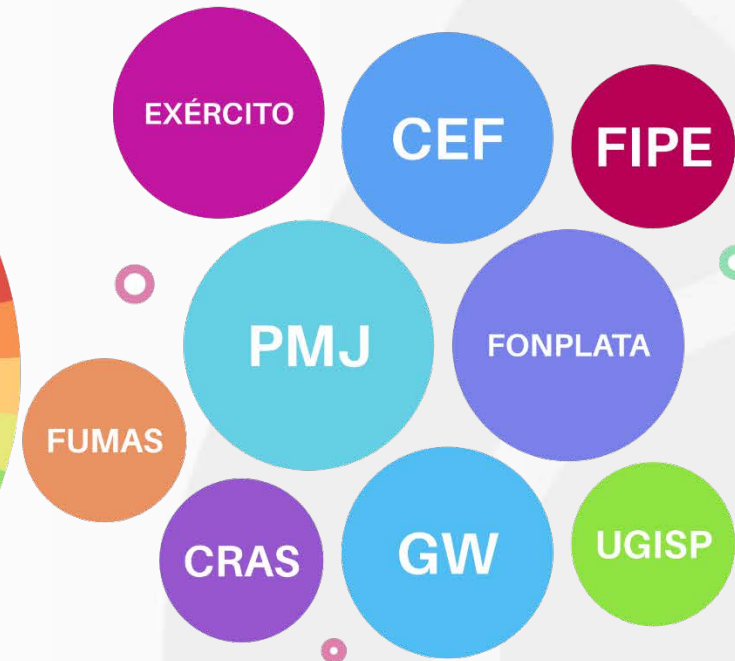 EXÉRCITO
CEF
FIPE
PMJ
FONPLATA
FUMAS
CRAS
GW
UGISP